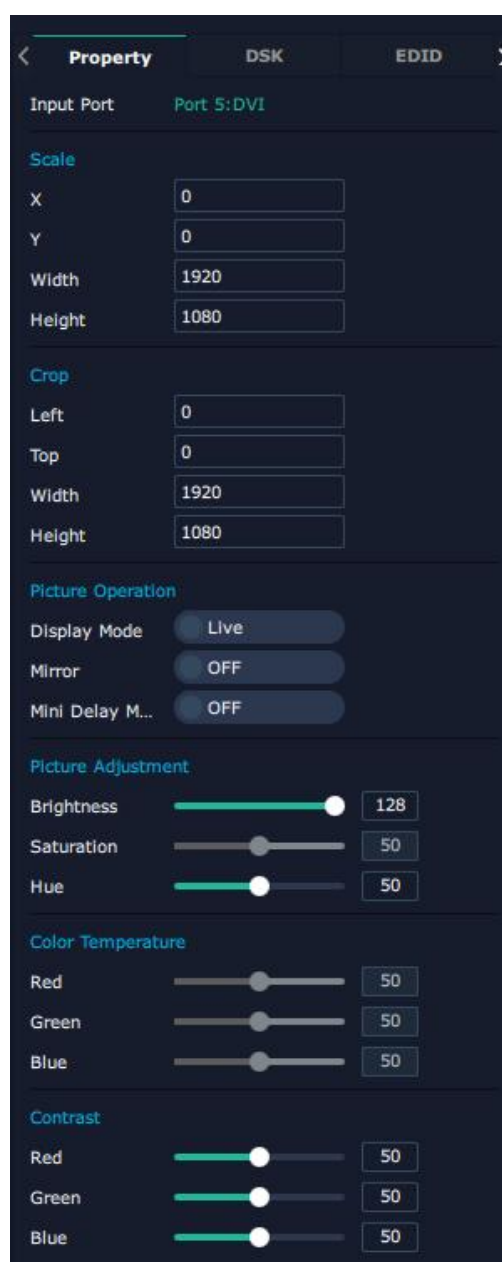 Property DSK EDID
Input Port Port 5:DVI
Scale
X 0
Y 0
Width 1920
Height 1080
Crop
Left 0
Top 0
Width 1920
Height 1080
Picture Operation
Display Mode Live
Mirror OFF
Mini Delay M... OFF
Picture Adjustment
Brightness 128
Saturation 50
Hue 50
Color Temperature
Red 50
Green 50
Blue 50
Contrast
Red 50
Green 50
Blue 50